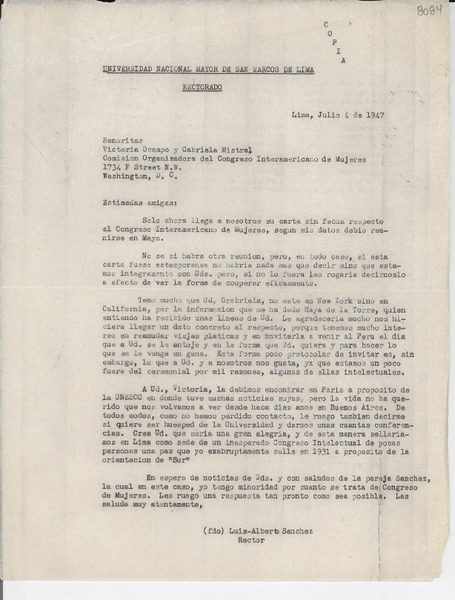 8084
C
O
P
I
A
UNIVERSIDAD NACIONAL MAYOR DE SAN MARCOS DE LIMA
RECTORADO
Lima, Julio 4 de 1947
Señoritas
Victoria Ocampo y Gabriela Mistral
Comision Organizadora del Congreso Interamericano de Mujeres
1734 F Street N.W.
Washington, D. C.
Estimadas amigas:
Solo ahora llega a nosotros su carta sin fecha respecto
al Congreso Interamericano de Mujeres, segun mis datos debio reu-
nirse en Mayo.
No se si habra otra reunion, pero, en todo caso, si esta
carta fuese estemporanea no habria nada mas que decir sino que esta-
mos integramente con Uds. pero, si no lo fuera les rogaria decirnoslo
a efecto de ver la forma de cooperar eficazmente.
Temo mucho que Ud, Grabriela, no este en New York sino en
California, por la informacion que me ha dado Haya de la Torre, quien
entiendo ha recibido unas lineas de Ud. Le agradeceria mucho nos hi-
ciera llegar un dato concreto al respecto, porque tenemos mucho inte-
res en reanudar viejas platicas y en invitarla a venir al Peru el dia
que a Ud. se le antoje y en la forma que Ud. quiera y para hacer lo
que se le venga en gana. Esta forma poco protocolar de invitar es, sin
embargo, lo que a Ud. y a nosotros nos gusta, ya que estamos un poco
fuera del ceremonial por mil razones, algunas de ellas intelectuales.
A Ud., Victoria, la debimos encontrar en Paris a proposito de
la UNESCO en donde tuve muchas noticias suyas, pero la vida no ha que-
rido que nos volvamos a ver desde hace diez años en Buenos Aires. De
todos modos, como no hemos perdido contacto, le ruego tambien decirme
si quiere ser huesped de la Universidad y darnos unas cuantas conferen-
cias. Crea Ud. que seria una gran alegria, y de esta manera sellaria-
mos en Lima como sede de un inesperado Congreso Intelectual de pocas
personas una paz que yo exabruptamente selle en 1931 a proposito de la
orientacion de "Sur"
En espera de noticias de Uds. y con saludos de la pareja Sanchez,
la cual en este caso, yo tengo minoridad por cuanto se trata de Congreso
de Mujeres. Les ruego una respuesta tan pronto como sea posible. Las
saluda muy atentamente,
(fdo) Luis-Albert Sanchez
Rector